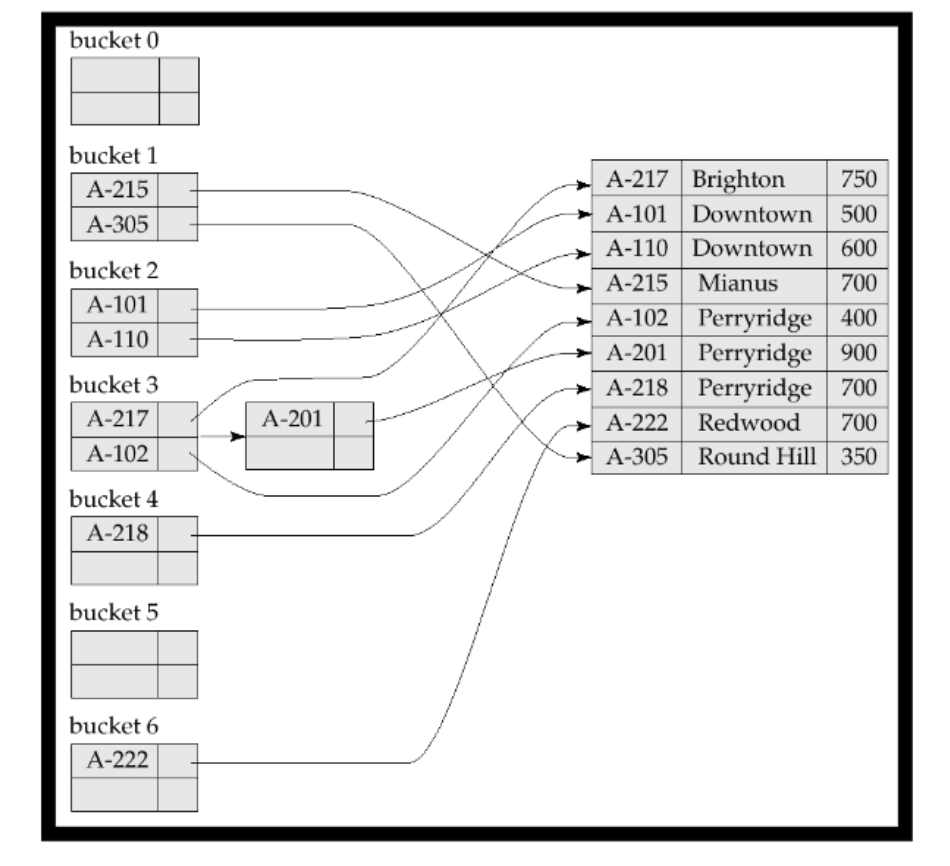 bucket 0
bucket 1
A-215
A-305
bucket 2
A-101
A-110
bucket 3
A-217
A-102
A-201
bucket 4
A-218
bucket 5
bucket 6
A-222
A-217 Brighton 750
A-101 Downtown 500
A-110 Downtown 600
A-215 Mianus 700
A-102 Perryridge 400
A-201 Perryridge 900
A-218 Perryridge 700
A-222 Redwood 700
A-305 Round Hill 350